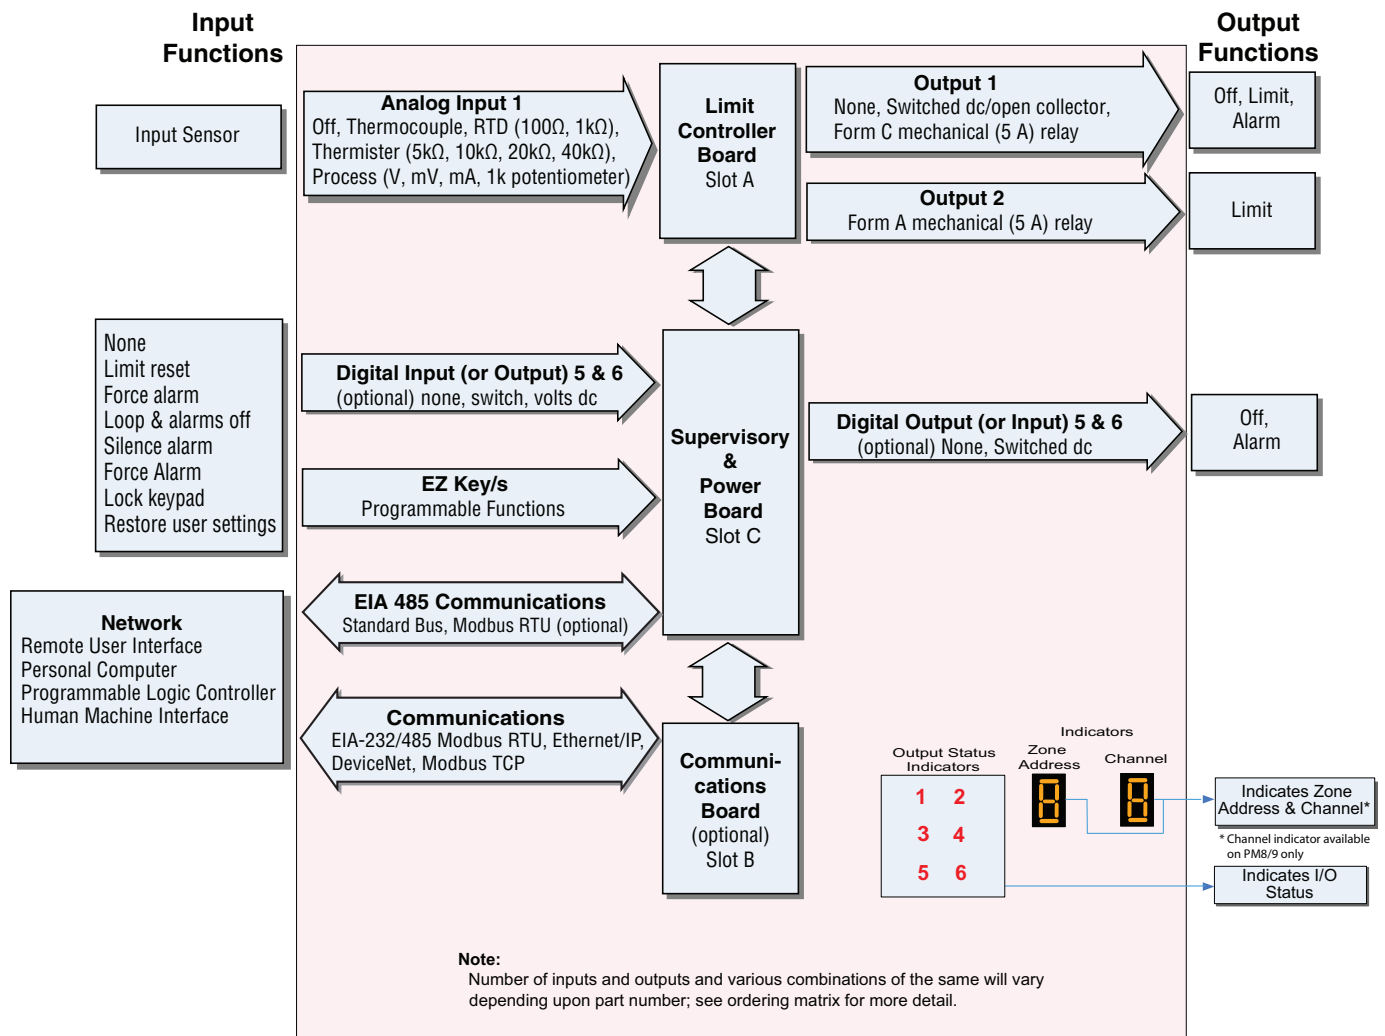 Input
Functions
Output
Functions
Input Sensor
Analog Input 1
Off, Thermocouple, RTD (100Ω, 1kΩ),
Thermister (5kΩ, 10kΩ, 20kΩ, 40kΩ),
Process (V, mV, mA, 1k potentiometer)
Limit
Controller
Board
Slot A
Output 1
None, Switched dc/open collector,
Form C mechanical (5 A) relay
Off, Limit,
Alarm
Output 2
Form A mechanical (5 A) relay
Limit
None
Limit reset
Force alarm
Loop & alarms off
Silence alarm
Force Alarm
Lock keypad
Restore user settings
Digital Input (or Output) 5 & 6
(optional) none, switch, volts dc
EZ Key/s
Programmable Functions
Supervisory
&
Power
Board
Slot C
Digital Output (or Input) 5 & 6
(optional) None, Switched dc
Off,
Alarm
Network
Remote User Interface
Personal Computer
Programmable Logic Controller
Human Machine Interface
EIA 485 Communications
Standard Bus, Modbus RTU (optional)
Communications
EIA-232/485 Modbus RTU, Ethernet/IP,
DeviceNet, Modbus TCP
Communi-
cations
Board
(optional)
Slot B
Output Status
Indicators
1 2
3 4
5 6
Indicators
Zone
Address
Channel
8 8
Indicates Zone
Address & Channel*
* Channel indicator available
on PM8/9 only
Indicates I/O
Status
Note:
Number of inputs and outputs and various combinations of the same will vary
depending upon part number; see ordering matrix for more detail.